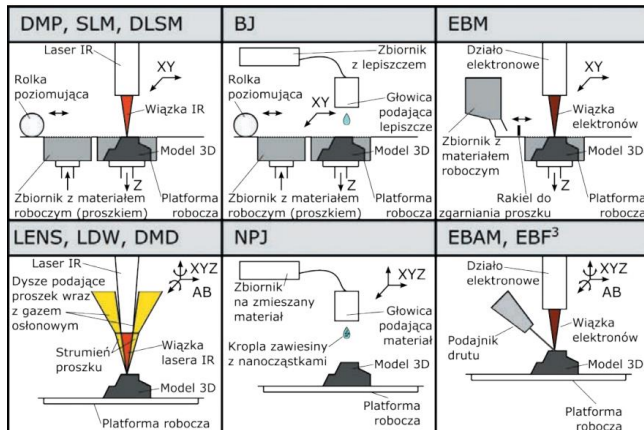 DMP, SLM, DLSM
Laser IR
XY
Rolka
poziomująca
Wiązka IR
Model 3D
Z
Zbiornik z materiałem
roboczym (proszkiem)
Platforma
robocza
BJ
Zbiornik
z lepiszczem
Rolka
poziomująca
XY
Głowica
podająca
lepiszcze
Model 3D
Z
Zbiornik z materiałem
roboczym (proszkiem)
Platforma
robocza
EBM
Działo
elektronowe
XY
Wiązka
elektronów
Zbiornik z
materiałem
roboczym
Model 3D
Z
Rakiel do
zgarniania proszku
Platforma
robocza
LENS, LDW, DMD
Laser IR
XYZ
AB
Dysze podające
proszek wraz
z gazem
osłonowym
Strumień
proszku
Wiązka
lasera IR
Model 3D
Platforma robocza
NPJ
Zbiornik
na zmieszany
materiał
XYZ
Głowica
podająca
materiał
Kropla zawiesiny
z nanocząstkami
Model 3D
Platforma
robocza
EBAM, EBF³
Działo
elektronowe
XYZ
AB
Podajnik
drutu
Wiązka
elektronów
Model 3D
Platforma robocza